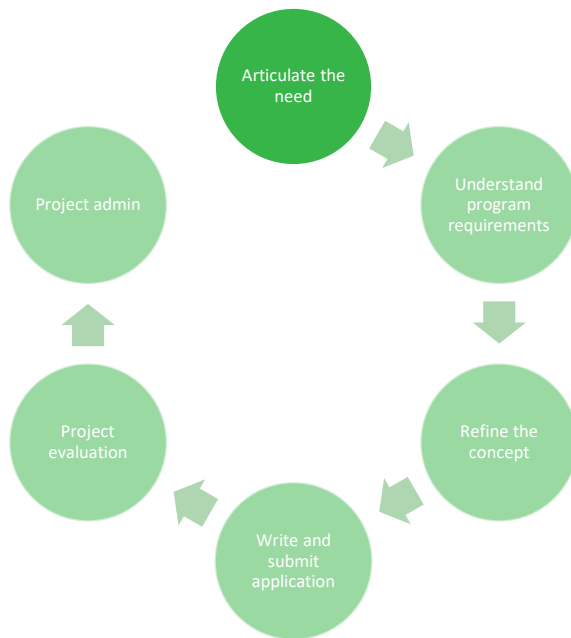 Articulate the
need
Understand
program
requirements
Refine the
concept
Write and
submit
application
Project
evaluation
Project admin